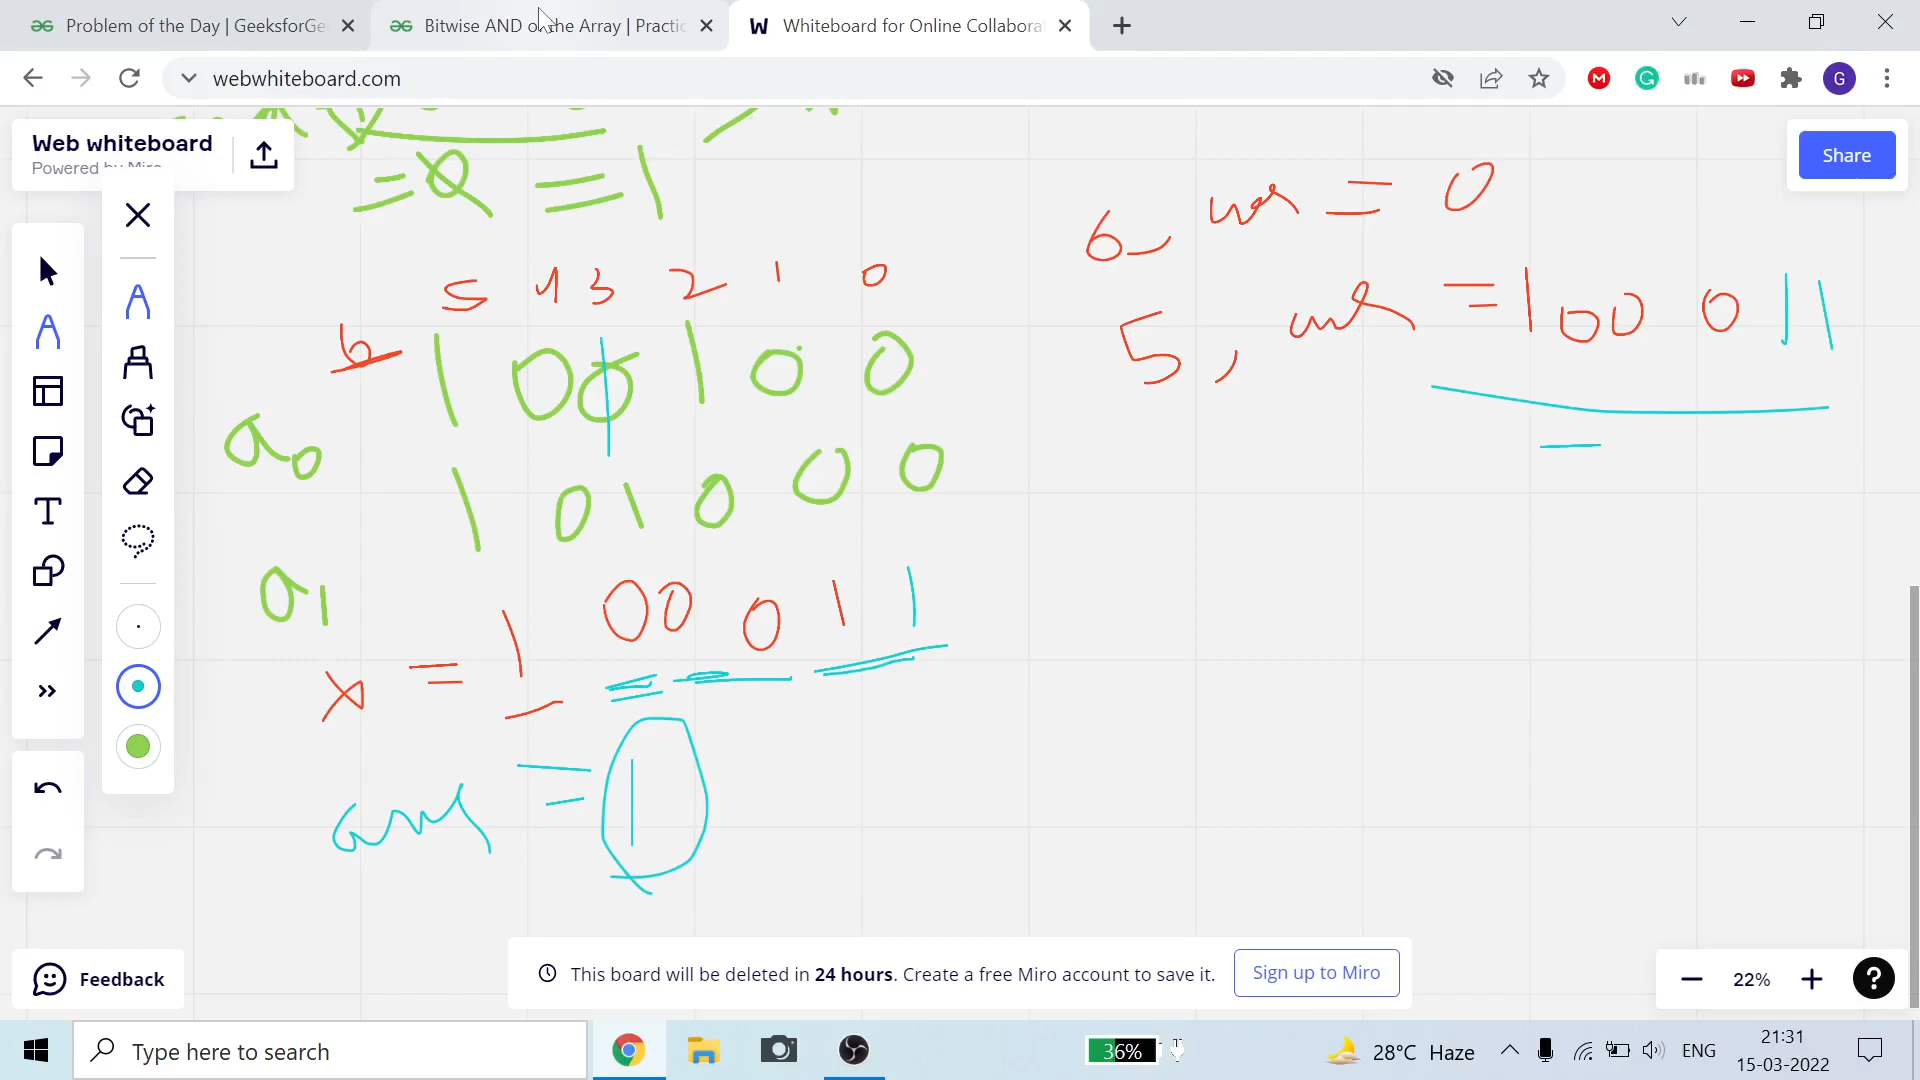 Problem of the Day | GeeksforGe
Bitwise AND of the Array | Practic
W Whiteboard for Online Collabora
webwhiteboard.com
G
Web whiteboard
Powered by Miro
Share
= 0 = 1
6, ans = 0
5 4 3 2 1 0
5, ans = 1 0 0 0 1 1
6 1 0 0 1 0 0
a0
1 0 1 0 0 0
a1
x = 1 0 0 0 1 1
ans = 1
T
Feedback
This board will be deleted in 24 hours. Create a free Miro account to save it.
Sign up to Miro
22%
?
Type here to search
36%
28°C Haze
ENG
21:31
15-03-2022